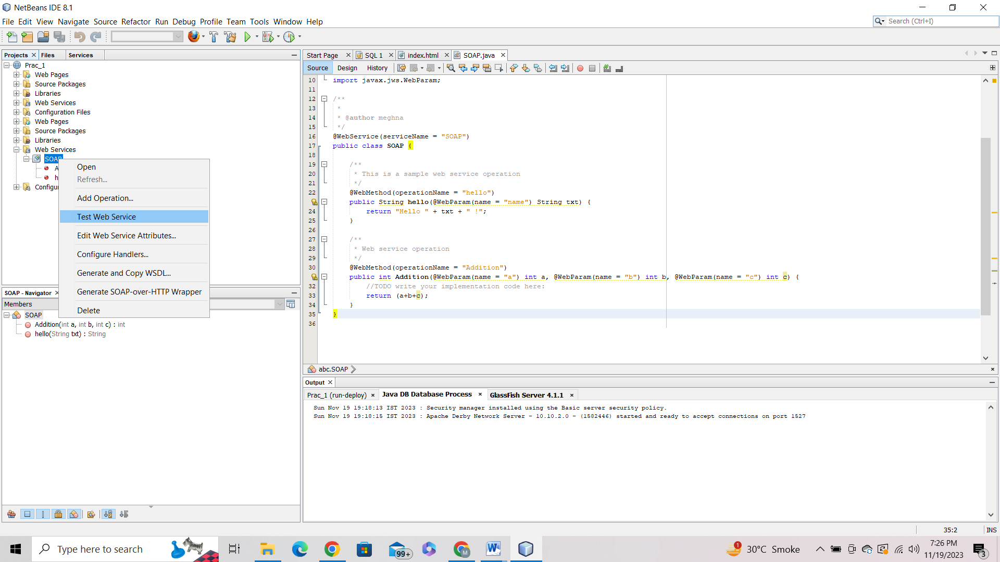 NetBeans IDE 8.1
File Edit View Navigate Source Refactor Run Debug Profile Team Tools Window Help
Search (Ctrl+I)
Projects Files Services
Prac_1
Web Pages
Source Packages
Libraries
Web Services
Configuration Files
Web Pages
Source Packages
Libraries
Web Services
SOAP
A
h
Configu
Open
Refresh...
Add Operation...
Test Web Service
Edit Web Service Attributes...
Configure Handlers...
Generate and Copy WSDL...
Generate SOAP-over-HTTP Wrapper
Delete
SOAP - Navigator
Members
SOAP
Addition(int a, int b, int c) : int
hello(String txt) : String
Start Page SQL 1 index.html SOAP.java
Source Design History
10 import javax.jws.WebParam;
11
12 /**
13 *
14 * @author meghna
15 */
16 @WebService(serviceName = "SOAP")
17 public class SOAP {
18
19 /**
20 * This is a sample web service operation
21 */
22 @WebMethod(operationName = "hello")
public String hello(@WebParam(name = "name") String txt) {
24 return "Hello " + txt + " !";
25 }
26
27 /**
28 * Web service operation
29 */
30 @WebMethod(operationName = "Addition")
public int Addition(@WebParam(name = "a") int a, @WebParam(name = "b") int b, @WebParam(name = "c") int c) {
32 //TODO write your implementation code here:
33 return (a+b+c);
34 }
35 }
36
abc.SOAP
Output
Prac_1 (run-deploy) Java DB Database Process GlassFish Server 4.1.1
Sun Nov 19 19:18:13 IST 2023 : Security manager installed using the Basic server security policy.
Sun Nov 19 19:18:15 IST 2023 : Apache Derby Network Server - 10.10.2.0 - (1582446) started and ready to accept connections on port 1527
35:2 INS
Type here to search
99+
M
1
30°C Smoke
7:26 PM
11/19/2023
3